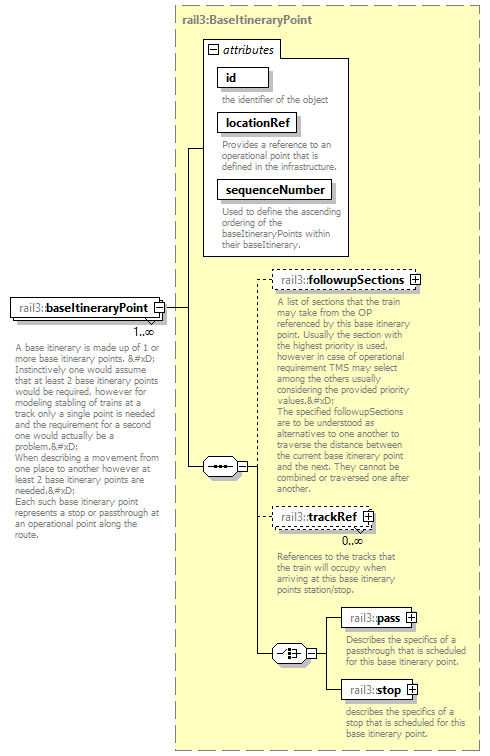 rail3:BaseItineraryPoint
attributes
id
the identifier of the object
locationRef
Provides a reference to an
operational point that is
defined in the infrastructure.
sequenceNumber
Used to define the ascending
ordering of the
baseItineraryPoints within
their baseItinerary.
rail3::baseItineraryPoint
1..∞
A base itinerary is made up of 1 or
more base itinerary points. &#xD;
Instinctively one would assume
that at least 2 base itinerary points
would be required, however for
modeling stabling of trains at a
track only a single point is needed
and the requirement for a second
one would actually be a
problem.&#xD;
When describing a movement from
one place to another however at
least 2 base itinerary points are
needed.&#xD;
Each such base itinerary point
represents a stop or passthrough at
an operational point along the
route.
rail3::followupSections
A list of sections that the train
may take from the OP
referenced by this base itinerary
point. Usually the section with
the highest priority is used,
however in case of operational
requirement TMS may select
among the others usually
considering the provided priority
values.&#xD;
The specified followupSections
are to be understood as
alternatives to one another to
traverse the distance between
the current base itinerary point
and the next. They cannot be
combined or traversed one after
another.
rail3::trackRef
0..∞
References to the tracks that
the train will occupy when
arriving at this base itinerary
points station/stop.
rail3::pass
Describes the specifics of a
passthrough that is scheduled
for this base itinerary point.
rail3::stop
describes the specifics of a
stop that is scheduled for this
base itinerary point.